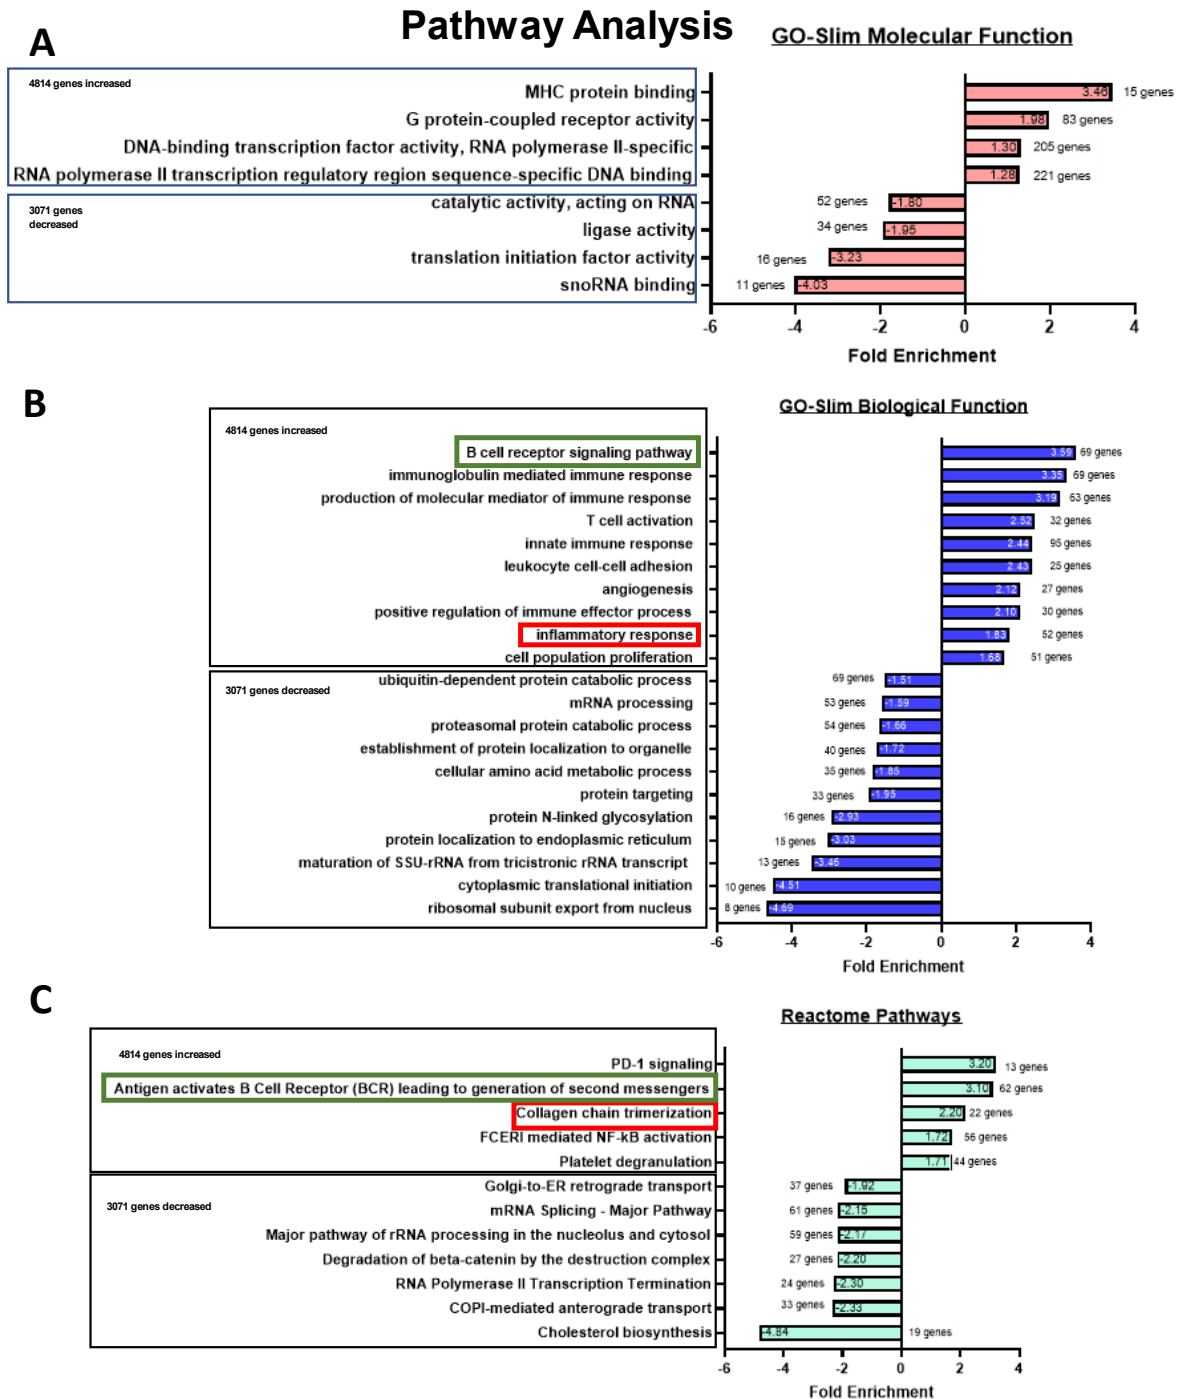 Pathway Analysis
A
GO-Slim Molecular Function
4814 genes increased
MHC protein binding 3.46 15 genes
G protein-coupled receptor activity 1.98 83 genes
DNA-binding transcription factor activity, RNA polymerase II-specific 1.30 205 genes
RNA polymerase II transcription regulatory region sequence-specific DNA binding 1.28 221 genes
3071 genes
decreased
catalytic activity, acting on RNA 52 genes -1.80
ligase activity 34 genes -1.95
translation initiation factor activity 16 genes -3.23
snoRNA binding 11 genes -4.03
-6 -4 -2 0 2 4
Fold Enrichment
B
GO-Slim Biological Function
4814 genes increased
B cell receptor signaling pathway 3.59 69 genes
immunoglobulin mediated immune response 3.35 69 genes
production of molecular mediator of immune response 3.19 63 genes
T cell activation 2.52 32 genes
innate immune response 2.44 95 genes
leukocyte cell-cell adhesion 2.43 25 genes
angiogenesis 2.12 27 genes
positive regulation of immune effector process 2.10 30 genes
inflammatory response 1.83 52 genes
cell population proliferation 1.68 51 genes
3071 genes decreased
ubiquitin-dependent protein catabolic process 69 genes -1.51
mRNA processing 53 genes -1.59
proteasomal protein catabolic process 54 genes -1.66
establishment of protein localization to organelle 40 genes -1.72
cellular amino acid metabolic process 35 genes -1.85
protein targeting 33 genes -1.95
protein N-linked glycosylation 16 genes -2.93
protein localization to endoplasmic reticulum 15 genes -3.03
maturation of SSU-rRNA from tricistronic rRNA transcript 13 genes -3.46
cytoplasmic translational initiation 10 genes -4.51
ribosomal subunit export from nucleus 8 genes -4.69
-6 -4 -2 0 2 4
Fold Enrichment
C
Reactome Pathways
4814 genes increased
PD-1 signaling 3.20 13 genes
Antigen activates B Cell Receptor (BCR) leading to generation of second messengers 3.10 62 genes
Collagen chain trimerization 2.20 22 genes
FCERI mediated NF-kB activation 1.72 56 genes
Platelet degranulation 1.71 44 genes
3071 genes decreased
Golgi-to-ER retrograde transport 37 genes -1.92
mRNA Splicing - Major Pathway 61 genes -2.15
Major pathway of rRNA processing in the nucleolus and cytosol 59 genes -2.17
Degradation of beta-catenin by the destruction complex 27 genes -2.20
RNA Polymerase II Transcription Termination 24 genes -2.30
COPI-mediated anterograde transport 33 genes -2.33
Cholesterol biosynthesis -4.84 19 genes
-6 -4 -2 0 2 4
Fold Enrichment